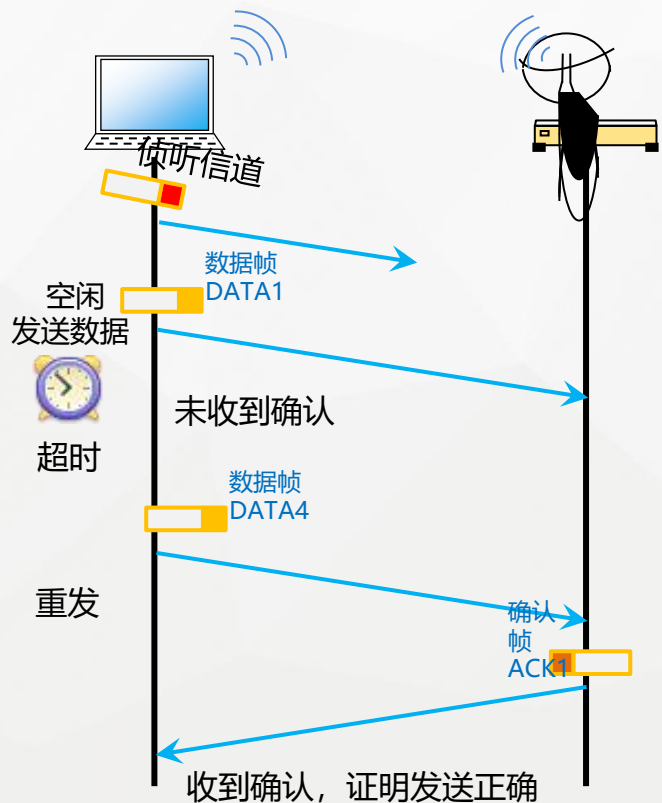 侦听信道
数据帧
DATA1
空闲
发送数据
未收到确认
超时
数据帧
DATA4
重发
确认
帧
ACK1
收到确认，证明发送正确